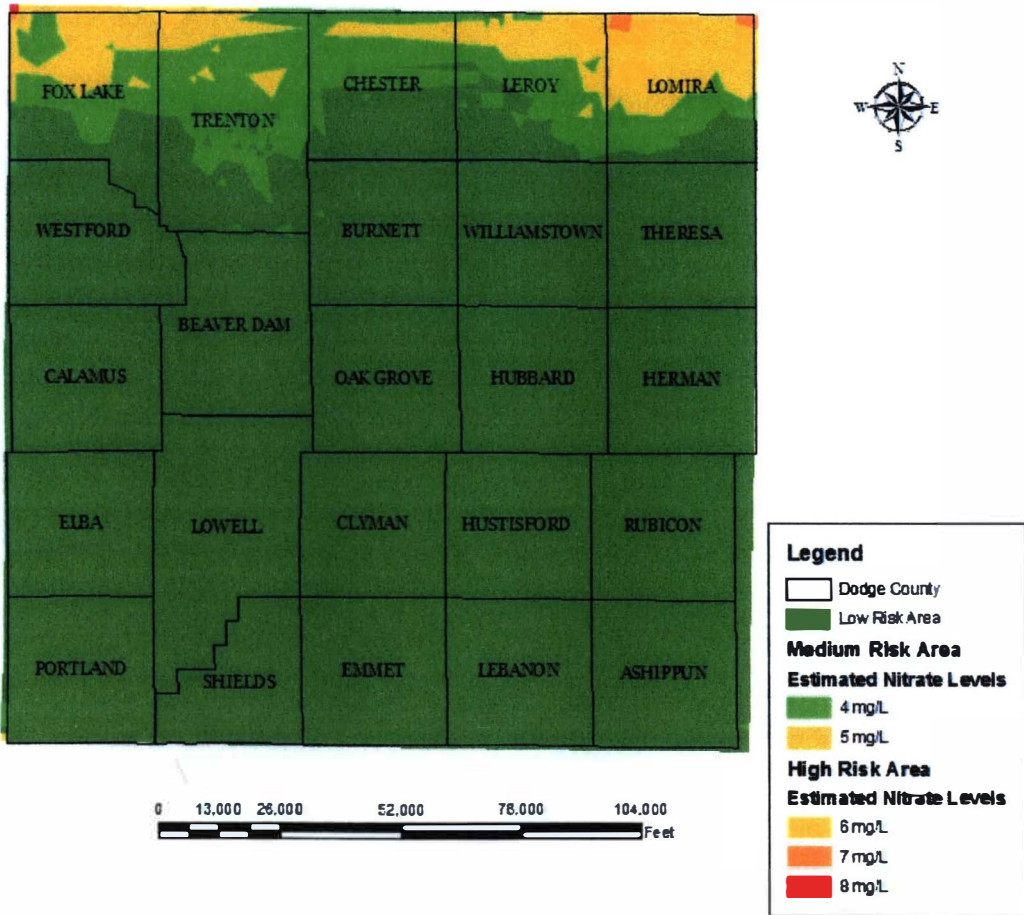 N
W E
S
FOX LAKE
TRENTON
CHESTER
LEROY
LOMIRA
WESTFORD
BURNETT
WILLIAMSTOWN
THERESA
BEAVER DAM
CALAMUS
OAK GROVE
HUBBARD
HERMAN
ELBA
LOWELL
CLYMAN
HUSTISFORD
RUBICON
PORTLAND
SHIELDS
EMMET
LEBANON
ASHIPPUN
0 13,000 26,000 52,000 78,000 104,000
Feet
Legend
Dodge County
Low Risk Area
Medium Risk Area
Estimated Nitrate Levels
4 mg/L
5 mg/L
High Risk Area
Estimated Nitrate Levels
6 mg/L
7 mg/L
8 mg/L